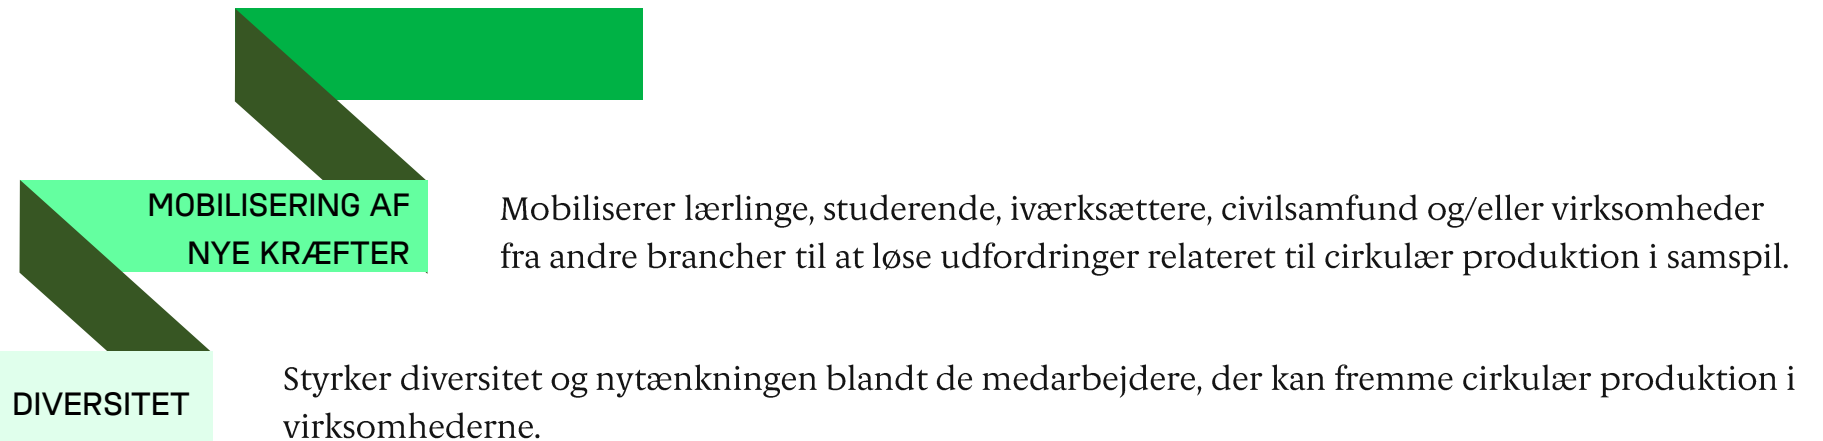 MOBILISERING AF
NYE KRÆFTER
Mobiliserer lærlinge, studerende, iværksættere, civilsamfund og/eller virksomheder
fra andre brancher til at løse udfordringer relateret til cirkulær produktion i samspil.
DIVERSITET
Styrker diversitet og nytænkningen blandt de medarbejdere, der kan fremme cirkulær produktion i
virksomhederne.